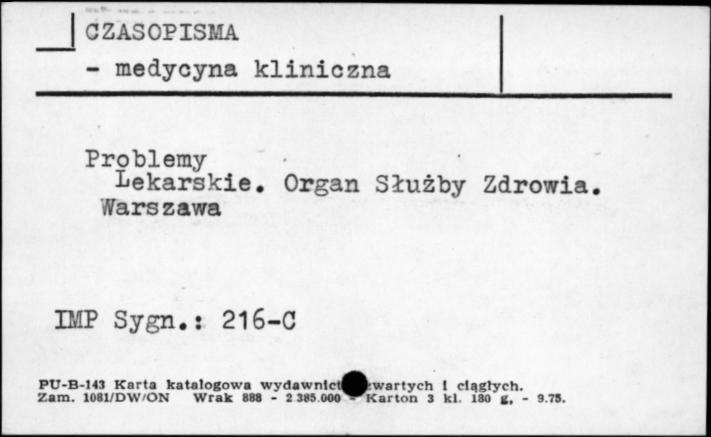 CZASOPISMA
- medycyna kliniczna
Problemy
Lekarskie. Organ Służby Zdrowia.
Warszawa
IMP Sygn.: 216-C
PU-B-143 Karta katalogowa wydawnict zwartych i ciągłych.
Zam. 1081/DW/ON Wrak 888 - 2 385.000 - Karton 3 kl. 180 g. - 9.75.